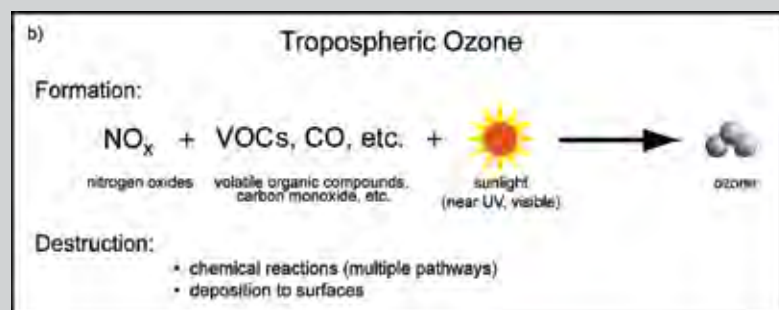 b)
Tropospheric Ozone
Formation:
NOx + VOCs, CO, etc. +
nitrogen oxides volatile organic compounds, carbon monoxide, etc. sunlight (near UV, visible) ozone
Destruction:
• chemical reactions (multiple pathways)
• deposition to surfaces